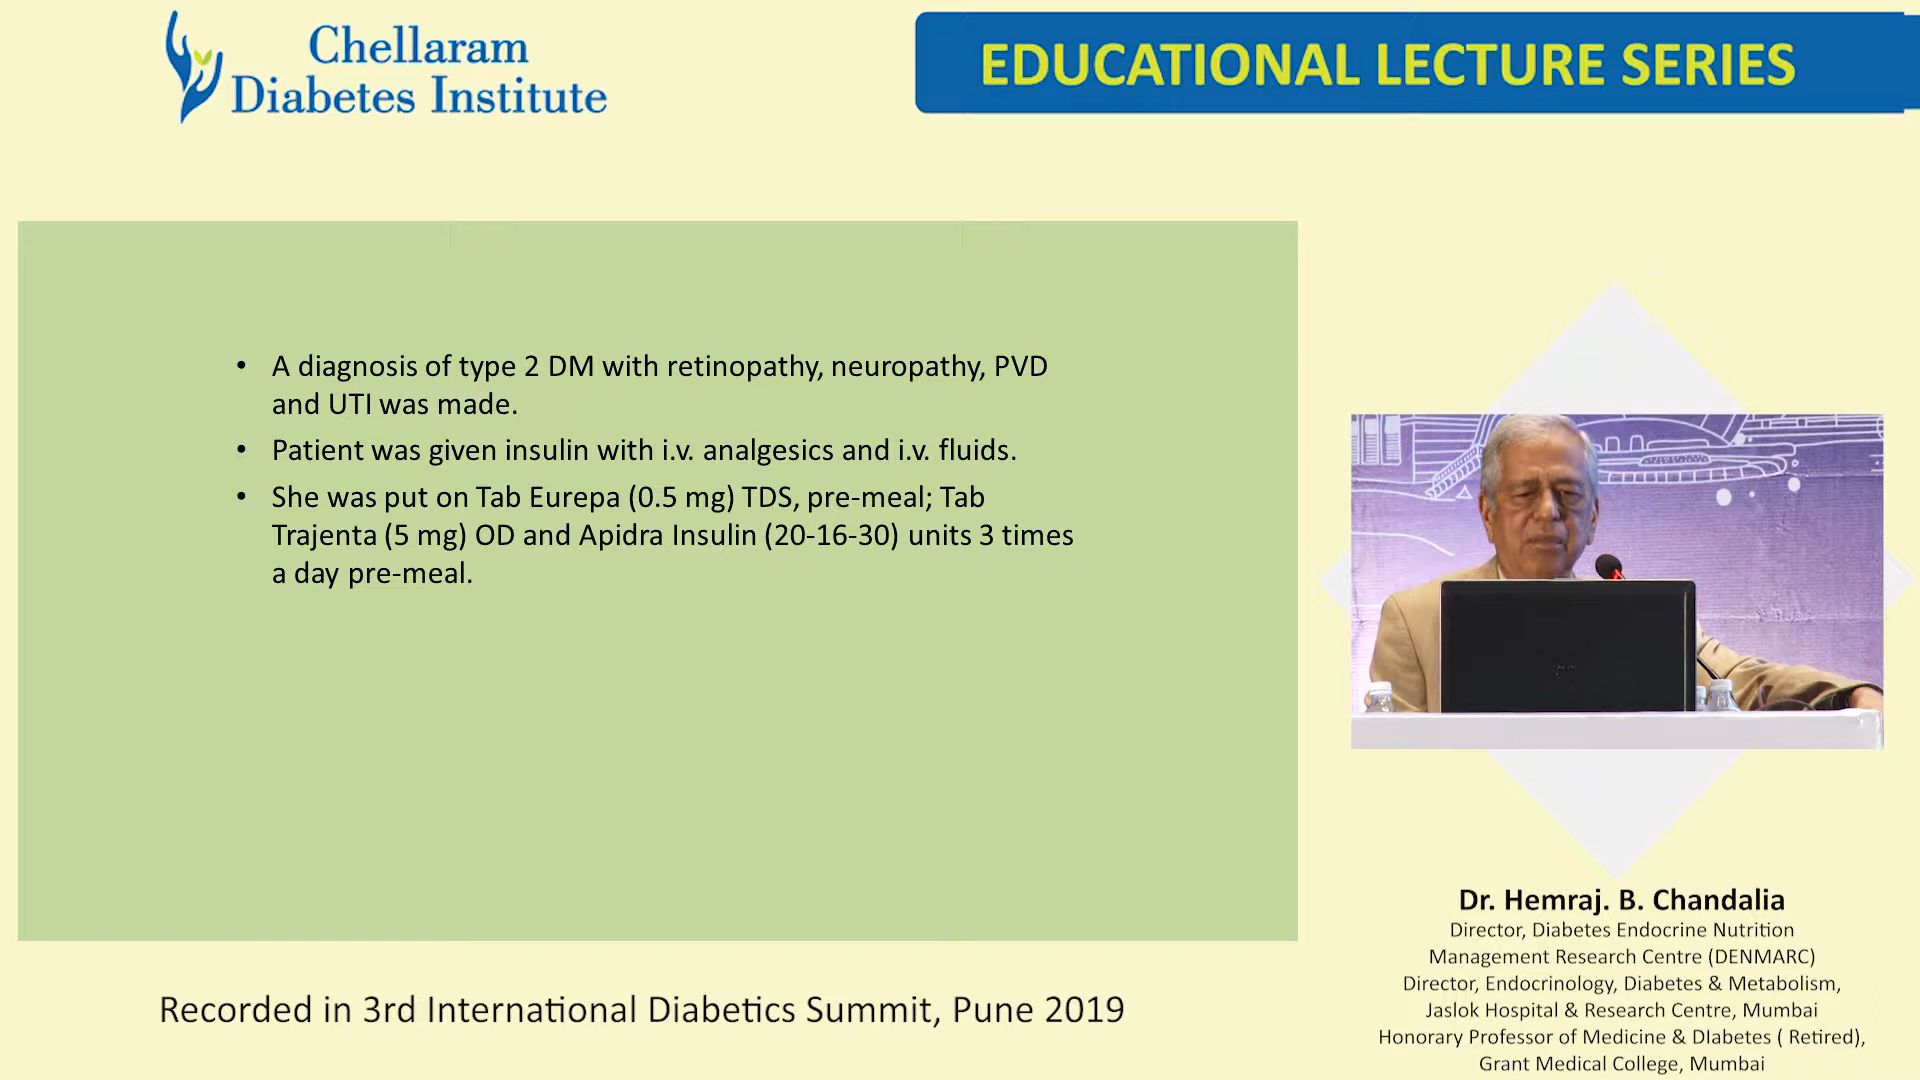 Chellaram
Diabetes Institute
EDUCATIONAL LECTURE SERIES
• A diagnosis of type 2 DM with retinopathy, neuropathy, PVD
and UTI was made.
• Patient was given insulin with i.v. analgesics and i.v. fluids.
• She was put on Tab Eurepa (0.5 mg) TDS, pre-meal; Tab
Trajenta (5 mg) OD and Apidra Insulin (20-16-30) units 3 times
a day pre-meal.
Dr. Hemraj. B. Chandalia
Director, Diabetes Endocrine Nutrition
Management Research Centre (DENMARC)
Director, Endocrinology, Diabetes & Metabolism,
Jaslok Hospital & Research Centre, Mumbai
Honorary Professor of Medicine & DIabetes ( Retired),
Grant Medical College, Mumbai
Recorded in 3rd International Diabetics Summit, Pune 2019